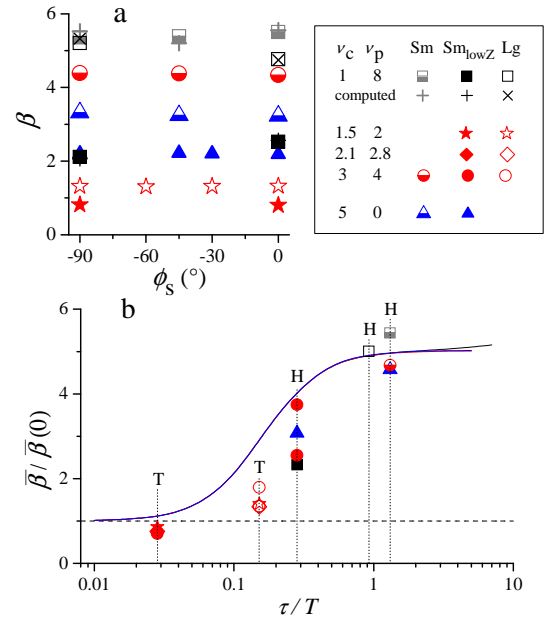 a
6
4
2
0
β
-90 -60 -30 0
ϕs (°)
νc νp Sm SmlowZ Lg
1 8
computed
1.5 2
2.1 2.8
3 4
5 0
b
6
4
2
0
β̅ / β̅(0)
T
T
H
H
H
0.01 0.1 1 10
τ/T